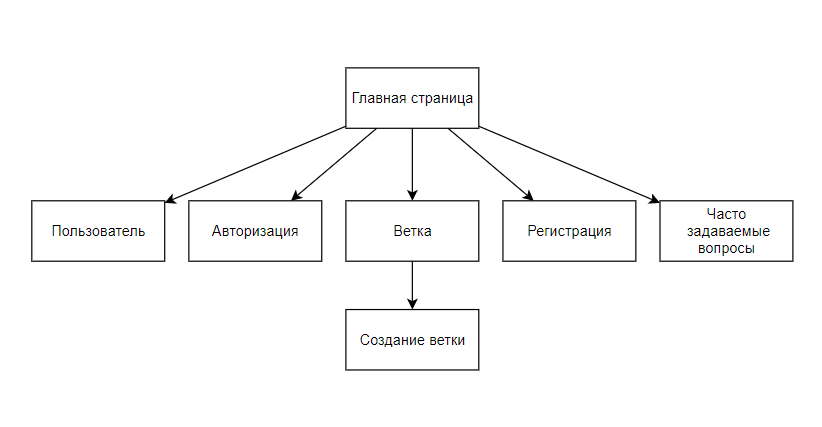 Главная страница
Пользователь
Авторизация
Ветка
Регистрация
Часто
задаваемые
вопросы
Создание ветки